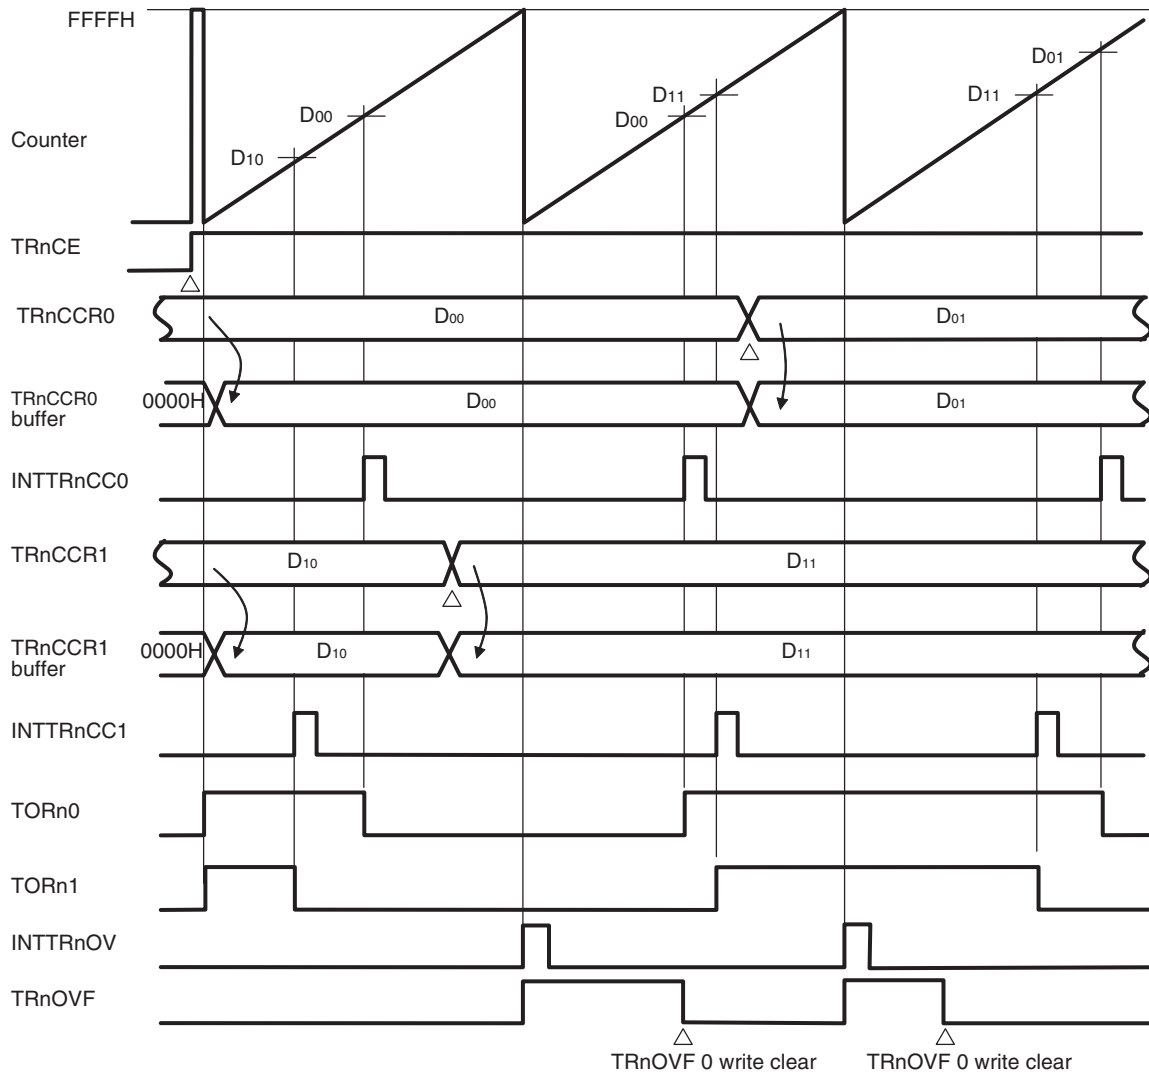 FFFFH
D01
D11
D11
D00
D00
Counter
D10
TRnCE
TRnCCR0
D00
D01
TRnCCR0
buffer
0000H
D00
D01
INTTRnCC0
TRnCCR1
D10
D11
TRnCCR1
buffer
0000H
D10
D11
INTTRnCC1
TORn0
TORn1
INTTRnOV
TRnOVF
TRnOVF 0 write clear
TRnOVF 0 write clear